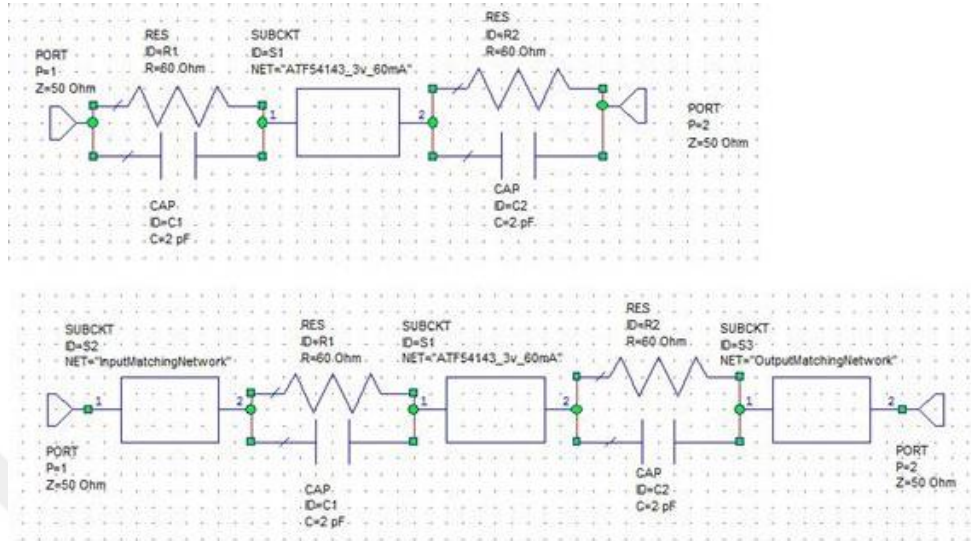 PORT
P=1
Z=50 Ohm
RES
ID=R1
R=60 Ohm
SUBCKT
ID=S1
NET="ATF54143_3v_60mA"
RES
ID=R2
R=60 Ohm
PORT
P=2
Z=50 Ohm
1
2
CAP
ID=C1
C=2 pF
CAP
ID=C2
C=2 pF
SUBCKT
ID=S2
NET="InputMatchingNetwork"
RES
ID=R1
R=60 Ohm
SUBCKT
ID=S1
NET="ATF54143_3v_60mA"
RES
ID=R2
R=60 Ohm
SUBCKT
ID=S3
NET="OutputMatchingNetwork"
1
2
1
2
1
2
PORT
P=1
Z=50 Ohm
CAP
ID=C1
C=2 pF
CAP
ID=C2
C=2 pF
PORT
P=2
Z=50 Ohm